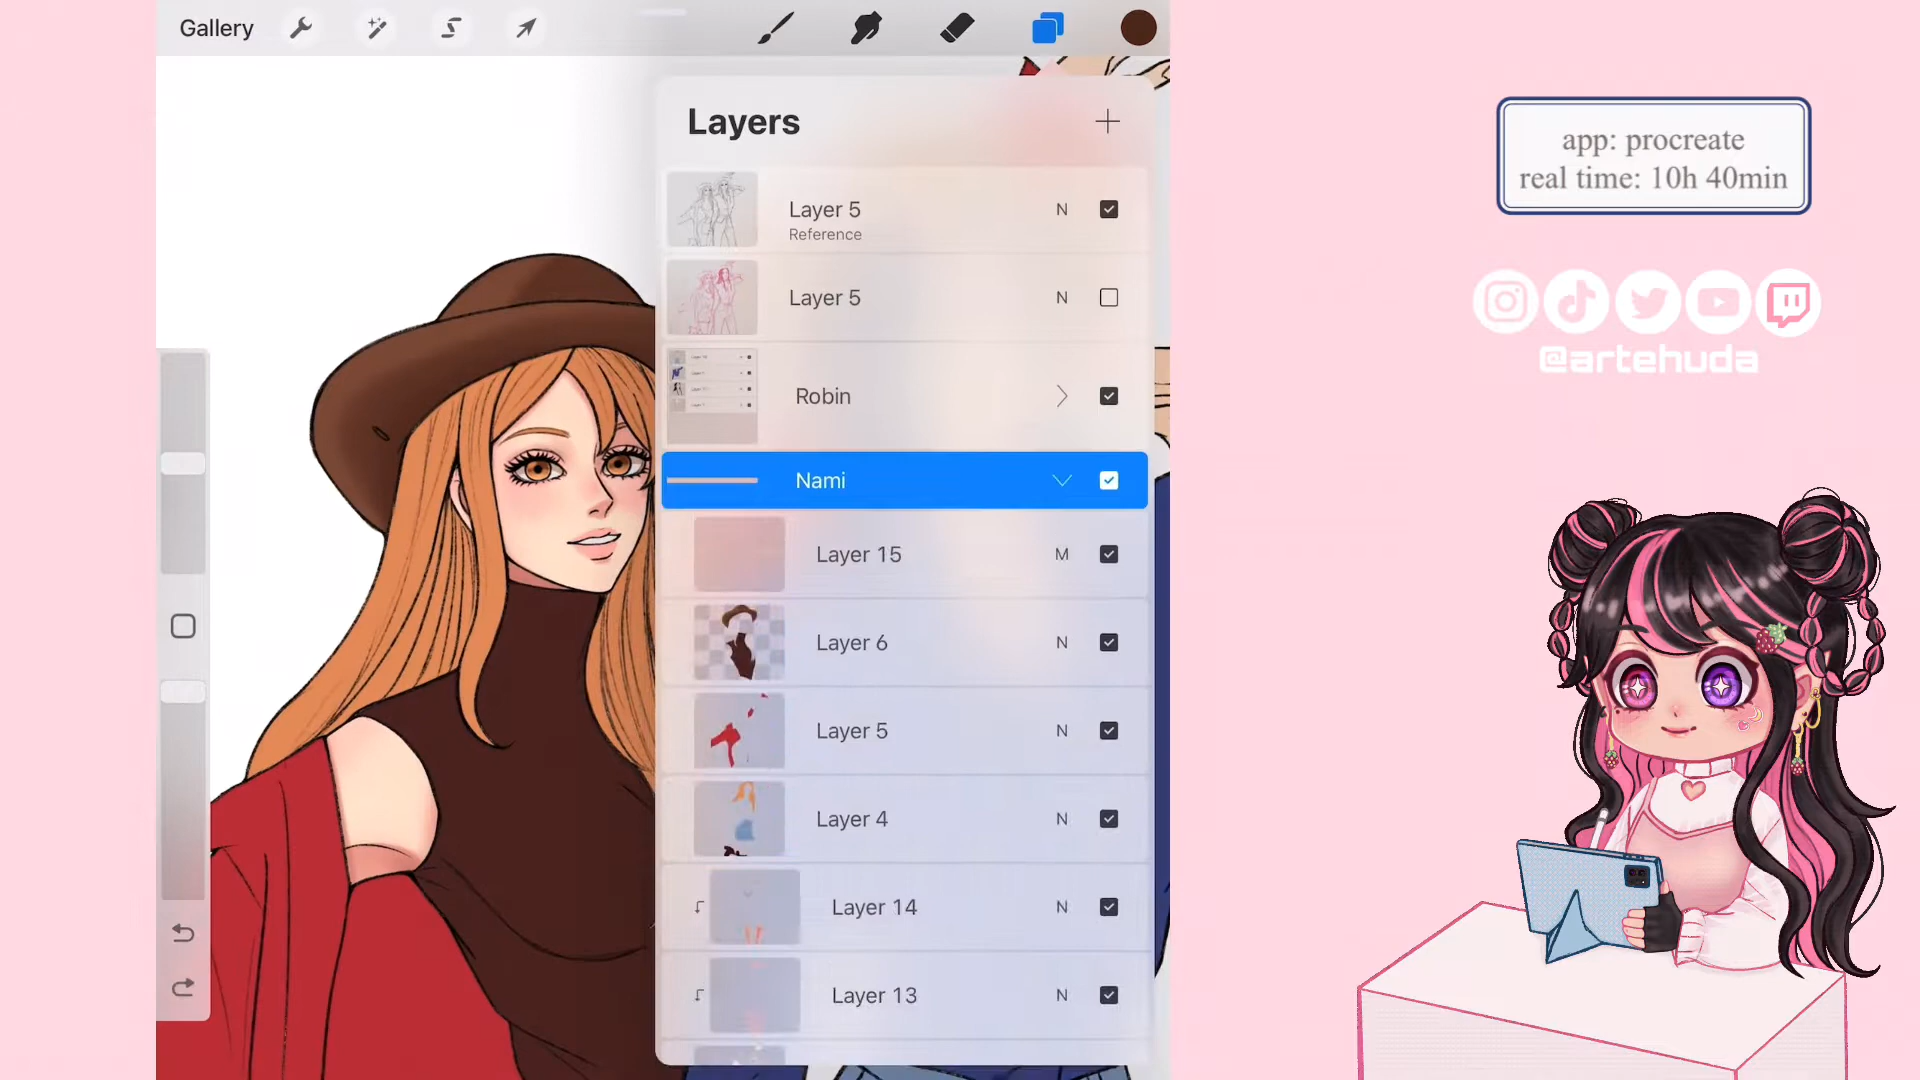 Gallery
Layers
Layer 5 N
Reference
Layer 5 N
Robin
Nami
Layer 15 M
Layer 6 N
Layer 5 N
Layer 4 N
Layer 14 N
Layer 13 N
app: procreate
real time: 10h 40min
@artehuda